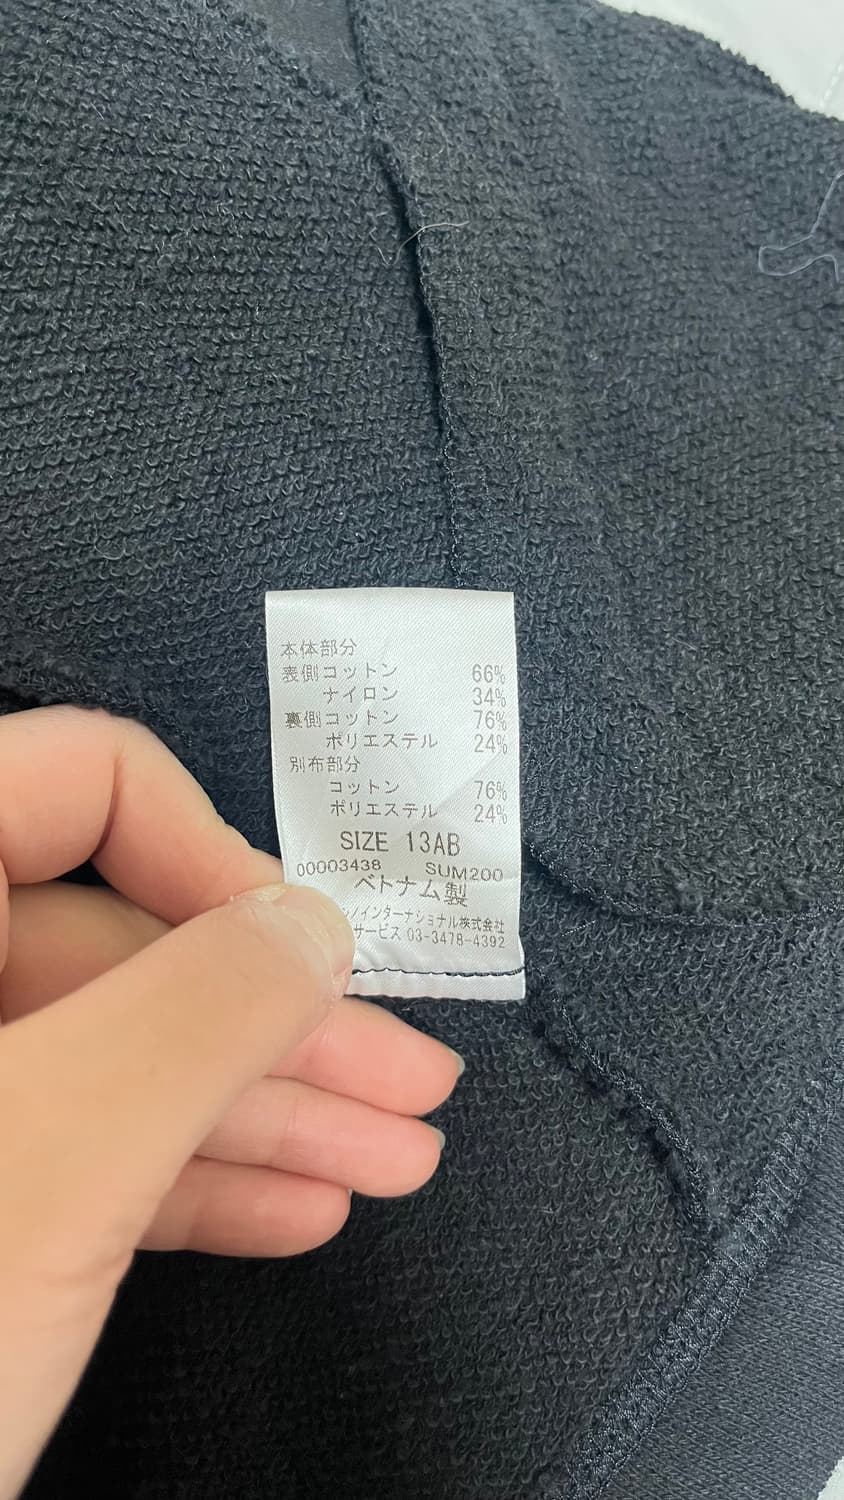 本体部分
表側コットン 66%
ナイロン 34%
裏側コットン 76%
ポリエステル 24%
別布部分
コットン 76%
ポリエステル 24%
SIZE 13AB
00003438 SUM200
ベトナム製
ノインターナショナル株式会社
サービス 03-3478-4392